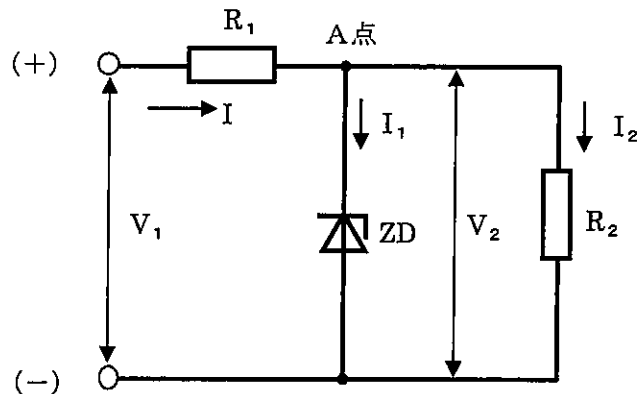 R₁
A点
(+)
I
I₁
I₂
V₁
ZD
V₂
R₂
(−)